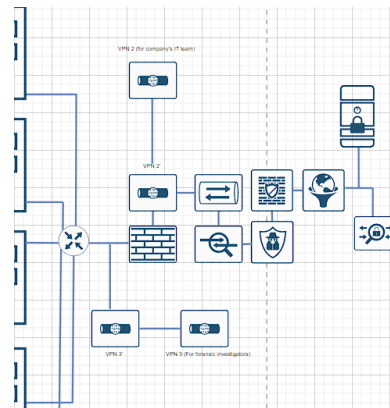 VPN 2 (for company's IT team)
VPN 2'
VPN 3'
VPN 3 (For forensic investigators)